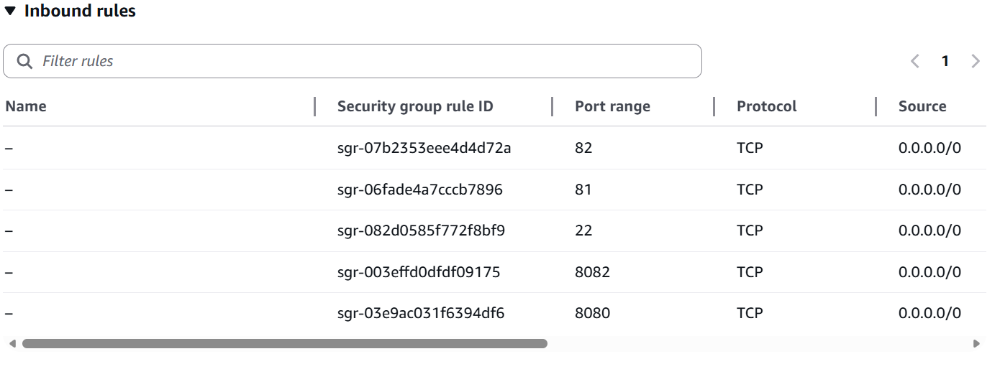 Inbound rules
Filter rules
1
Name Security group rule ID Port range Protocol Source
– sgr-07b2353eee4d4d72a 82 TCP 0.0.0.0/0
– sgr-06fade4a7cccb7896 81 TCP 0.0.0.0/0
– sgr-082d0585f772f8bf9 22 TCP 0.0.0.0/0
– sgr-003effd0dfdf09175 8082 TCP 0.0.0.0/0
– sgr-03e9ac031f6394df6 8080 TCP 0.0.0.0/0